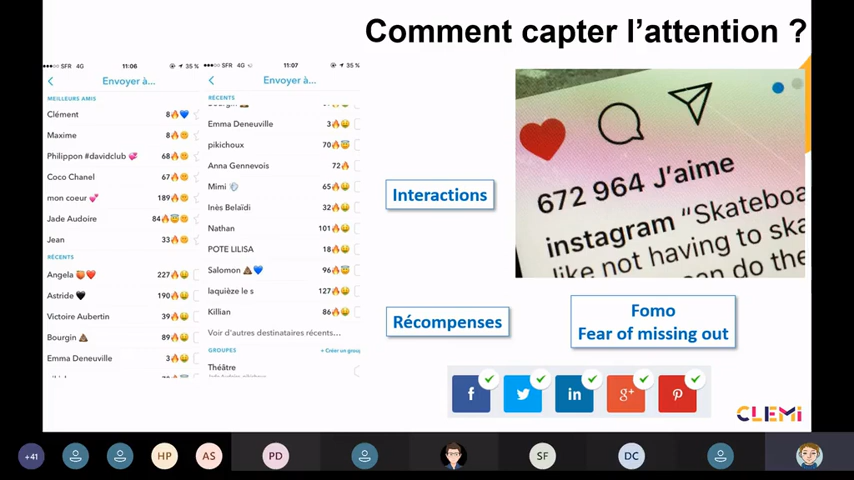 Comment capter l'attention ?
SFR 4G 11:06 35 %
Envoyer à...
MEILLEURS AMIS
Clément 8
Maxime 8
Philippon #davidclub 68
Coco Chanel 67
mon coeur 189
Jade Audoire 84
Jean 33
RÉCENTS
Angela 227
Astride 190
Victoire Aubertin 39
Bourgin 89
Emma Deneuville 3
SFR 4G 11:07 35 %
Envoyer à...
RÉCENTS
Emma Deneuville 3
pikichoux 70
Anna Gennevois 72
Mimi 65
Inès Belaïdi 32
Nathan 101
POTE LILISA 18
Salomon 96
laquièze le s 127
Killian 86
Voir d'autres destinataires récents...
GROUPES + Créer un group
Théâtre
Interactions
672 964 J'aime
instagram "Skateboa
like not having to ska
can do the
Récompenses
Fomo
Fear of missing out
f
in
g+
CLEMI
+41
HP
AS
PD
SF
DC